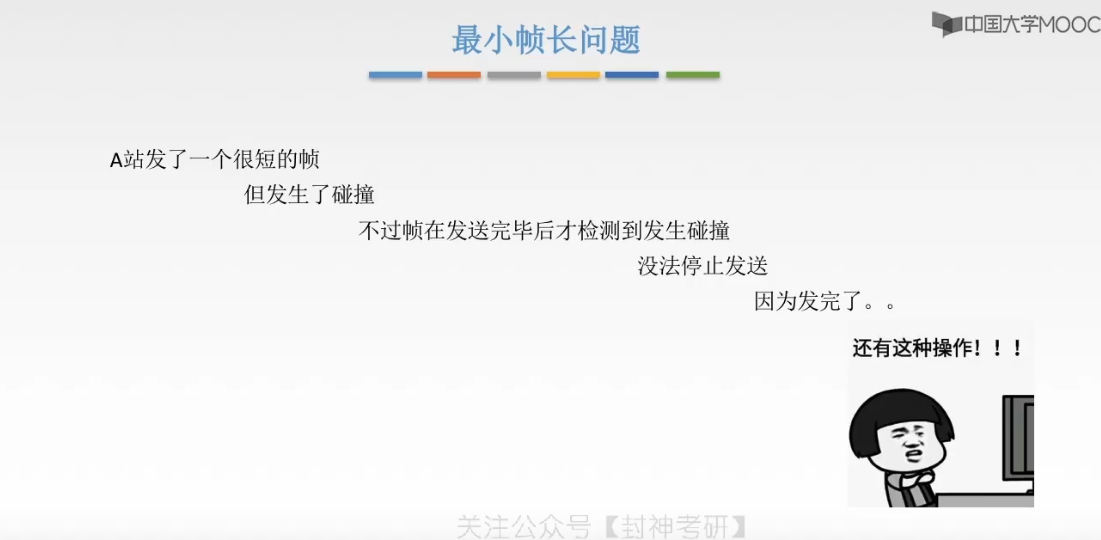 最小帧长问题
中国大学MOOC
A站发了一个很短的帧
但发生了碰撞
不过帧在发送完毕后才检测到发生碰撞
没法停止发送
因为发完了。。
还有这种操作！！！
关注公众号【封神考研】